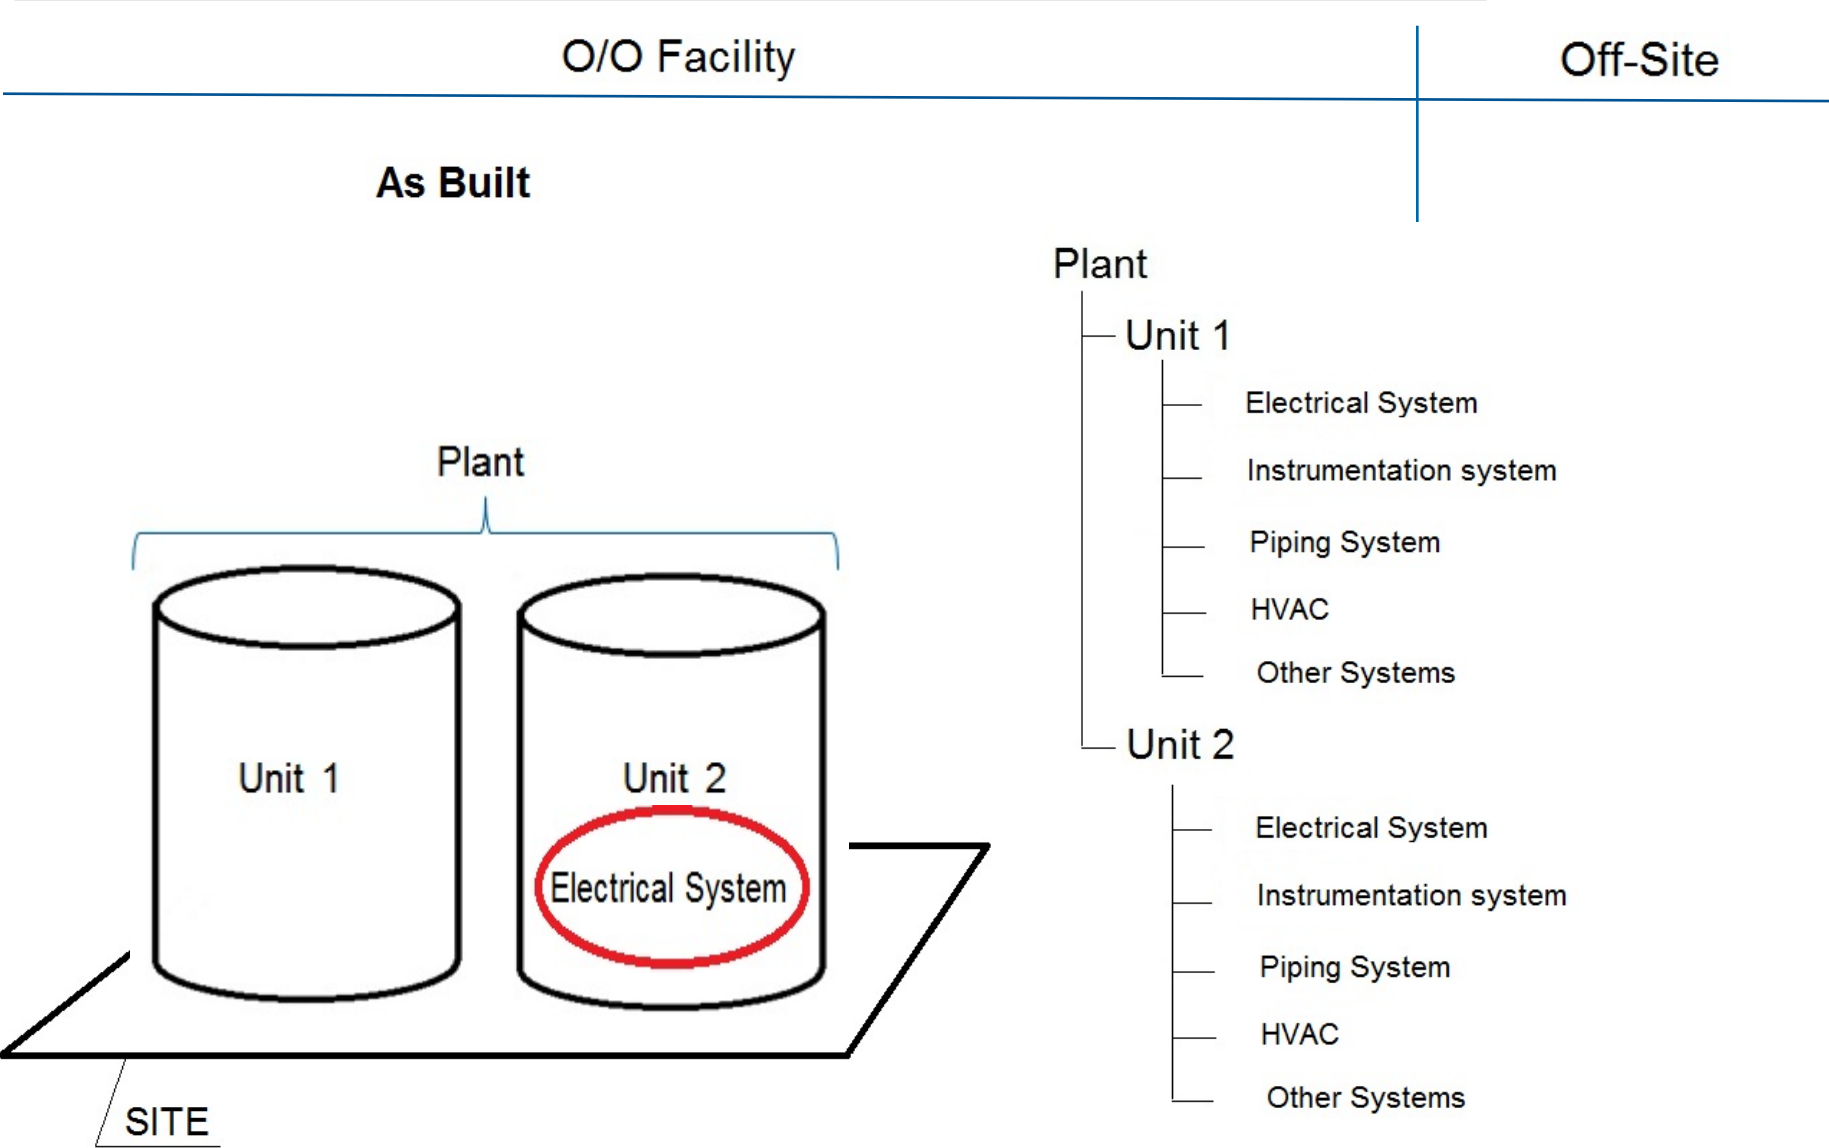 O/O Facility
Off-Site
As Built
Plant
Unit 1
Unit 2
Electrical System
SITE
Plant
Unit 1
Electrical System
Instrumentation system
Piping System
HVAC
Other Systems
Unit 2
Electrical System
Instrumentation system
Piping System
HVAC
Other Systems